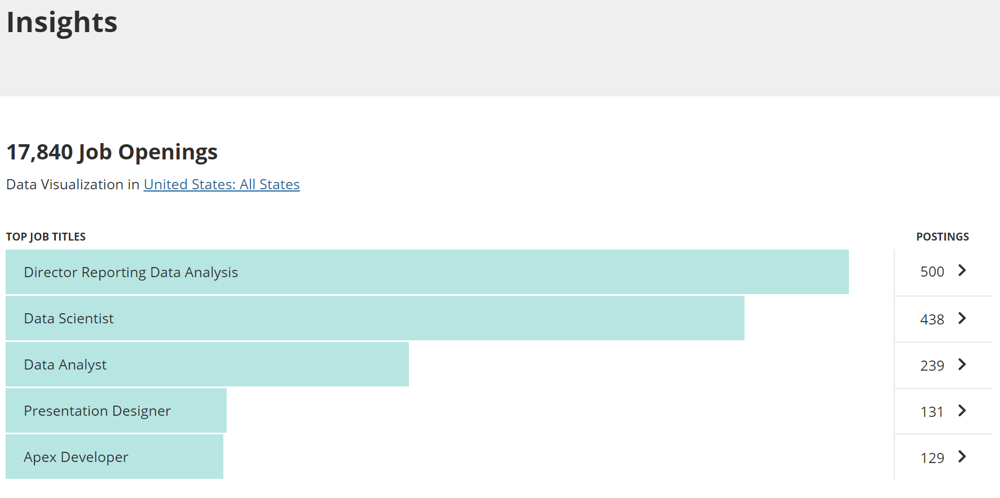 Insights
17,840 Job Openings
Data Visualization in United States: All States
TOP JOB TITLES POSTINGS
Director Reporting Data Analysis 500
Data Scientist 438
Data Analyst 239
Presentation Designer 131
Apex Developer 129